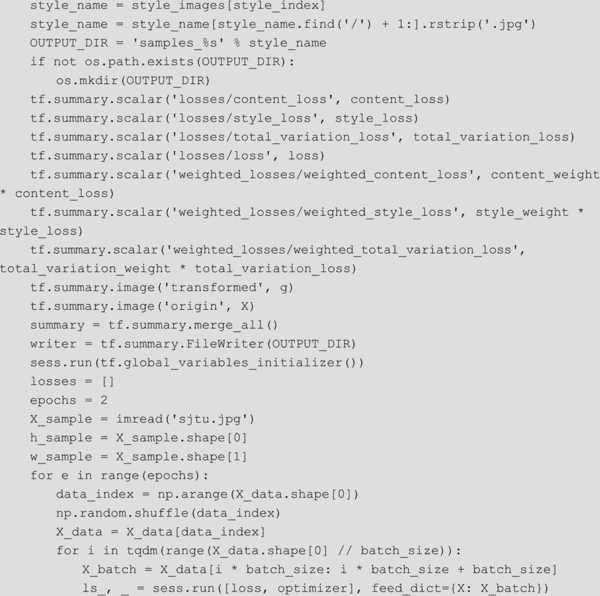 style_name = style_images[style_index]
style_name = style_name[style_name.find('/') + 1:].rstrip('.jpg')
OUTPUT_DIR = 'samples_%s' % style_name
if not os.path.exists(OUTPUT_DIR):
os.mkdir(OUTPUT_DIR)
tf.summary.scalar('losses/content_loss', content_loss)
tf.summary.scalar('losses/style_loss', style_loss)
tf.summary.scalar('losses/total_variation_loss', total_variation_loss)
tf.summary.scalar('losses/loss', loss)
tf.summary.scalar('weighted_losses/weighted_content_loss', content_weight
* content_loss)
tf.summary.scalar('weighted_losses/weighted_style_loss', style_weight *
style_loss)
tf.summary.scalar('weighted_losses/weighted_total_variation_loss',
total_variation_weight * total_variation_loss)
tf.summary.image('transformed', g)
tf.summary.image('origin', X)
summary = tf.summary.merge_all()
writer = tf.summary.FileWriter(OUTPUT_DIR)
sess.run(tf.global_variables_initializer())
losses = []
epochs = 2
X_sample = imread('sjtu.jpg')
h_sample = X_sample.shape[0]
w_sample = X_sample.shape[1]
for e in range(epochs):
data_index = np.arange(X_data.shape[0])
np.random.shuffle(data_index)
X_data = X_data[data_index]
for i in tqdm(range(X_data.shape[0] // batch_size)):
X_batch = X_data[i * batch_size: i * batch_size + batch_size]
ls_, _ = sess.run([loss, optimizer], feed_dict={X: X_batch})